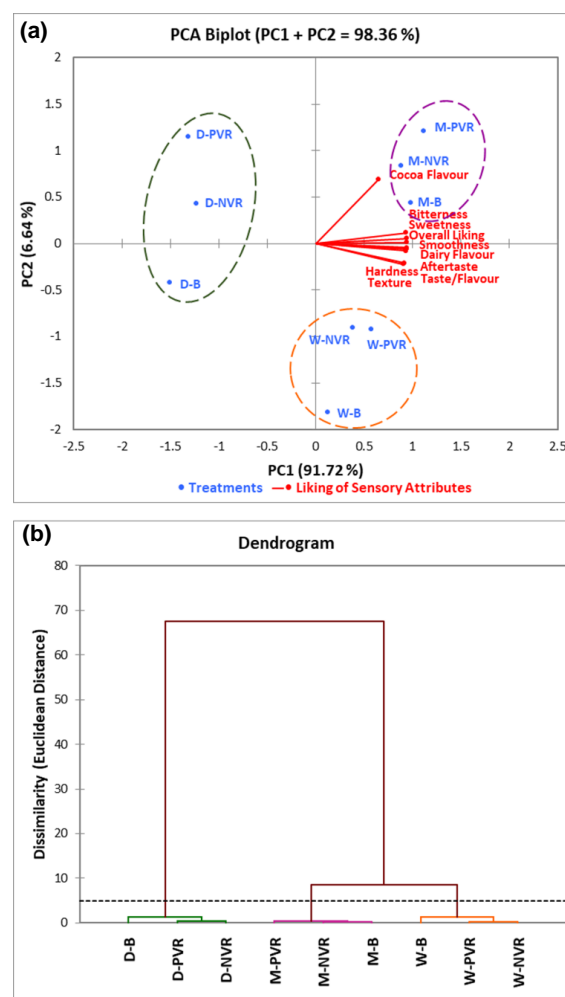 (a)
PCA Biplot (PC1 + PC2 = 98.36 %)
2
1.5
1
0.5
0
-0.5
-1
-1.5
-2
PC2 (6.64 %)
D-PVR
D-NVR
D-B
M-PVR
M-NVR
Cocoa Flavour
M-B
Bitterness
Sweetness
Overall Liking
Smoothness
Dairy Flavour
Hardness Aftertaste
Texture Taste/Flavour
W-NVR W-PVR
W-B
-2.5 -2 -1.5 -1 -0.5 0 0.5 1 1.5 2 2.5
PC1 (91.72 %)
Treatments Liking of Sensory Attributes
(b)
Dendrogram
80
70
60
50
40
30
20
10
0
Dissimilarity (Euclidean Distance)
D-B
D-PVR
D-NVR
M-PVR
M-NVR
M-B
W-B
W-PVR
W-NVR